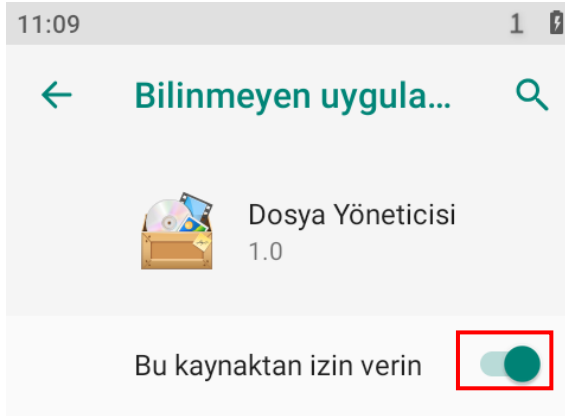 11:09 1
Bilinmeyen uygula...
Dosya Yöneticisi
1.0
Bu kaynaktan izin verin